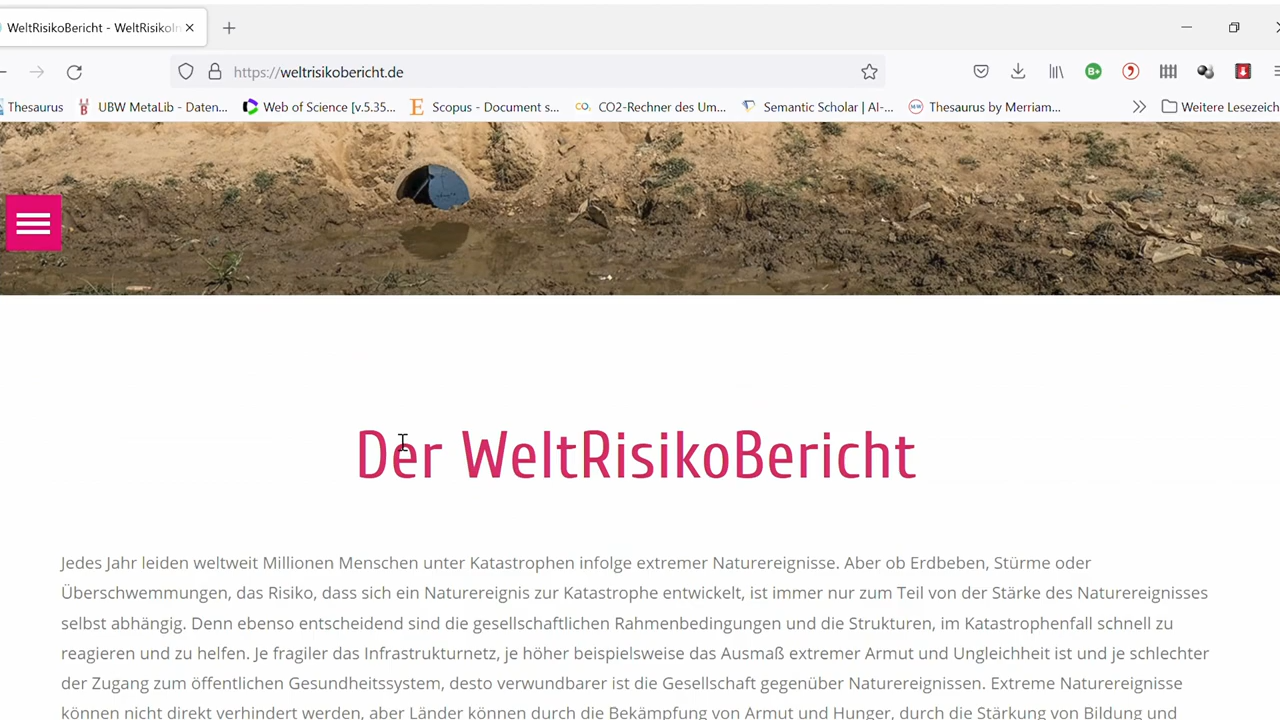 WeltRisikoBericht - WeltRisikoIn
https://weltrisikobericht.de
Thesaurus UBW MetaLib - Daten... Web of Science [v.5.35... Scopus - Document s... CO2-Rechner des Um... Semantic Scholar | AI-... Thesaurus by Merriam... Weitere Lesezeich
Der WeltRisikoBericht
Jedes Jahr leiden weltweit Millionen Menschen unter Katastrophen infolge extremer Naturereignisse. Aber ob Erdbeben, Stürme oder
Überschwemmungen, das Risiko, dass sich ein Naturereignis zur Katastrophe entwickelt, ist immer nur zum Teil von der Stärke des Naturereignisses
selbst abhängig. Denn ebenso entscheidend sind die gesellschaftlichen Rahmenbedingungen und die Strukturen, im Katastrophenfall schnell zu
reagieren und zu helfen. Je fragiler das Infrastrukturnetz, je höher beispielsweise das Ausmaß extremer Armut und Ungleichheit ist und je schlechter
der Zugang zum öffentlichen Gesundheitssystem, desto verwundbarer ist die Gesellschaft gegenüber Naturereignissen. Extreme Naturereignisse
können nicht direkt verhindert werden, aber Länder können durch die Bekämpfung von Armut und Hunger, durch die Stärkung von Bildung und